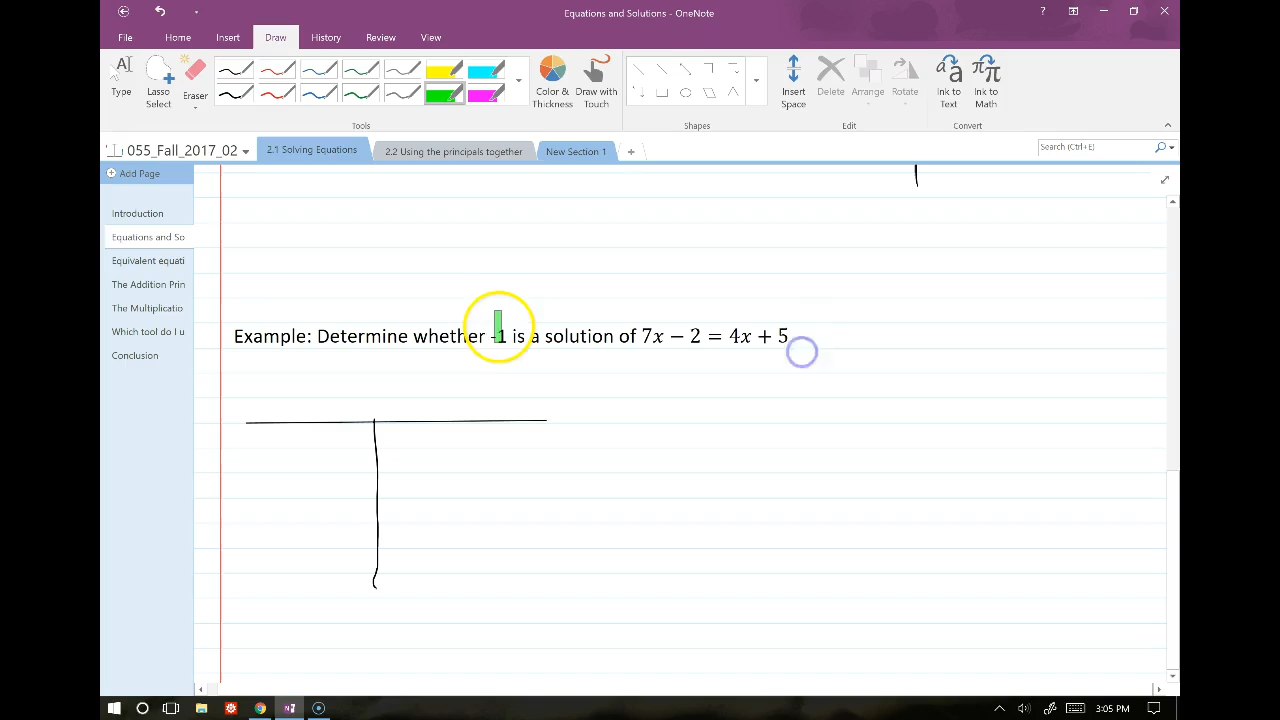 Equations and Solutions - OneNote
?
File Home Insert Draw History Review View
Type
Lasso Select
Eraser
Color & Thickness
Draw with Touch
Insert Space
Delete
Arrange
Rotate
Ink to Text
Ink to Math
Tools Shapes Edit Convert
055_Fall_2017_02
2.1 Solving Equations
2.2 Using the principals together
New Section 1
Search (Ctrl+E)
Add Page
Introduction
Equations and So
Equivalent equati
The Addition Prin
The Multiplicatio
Which tool do I u
Conclusion
Example: Determine whether -1 is a solution of 7x − 2 = 4x + 5
3:05 PM